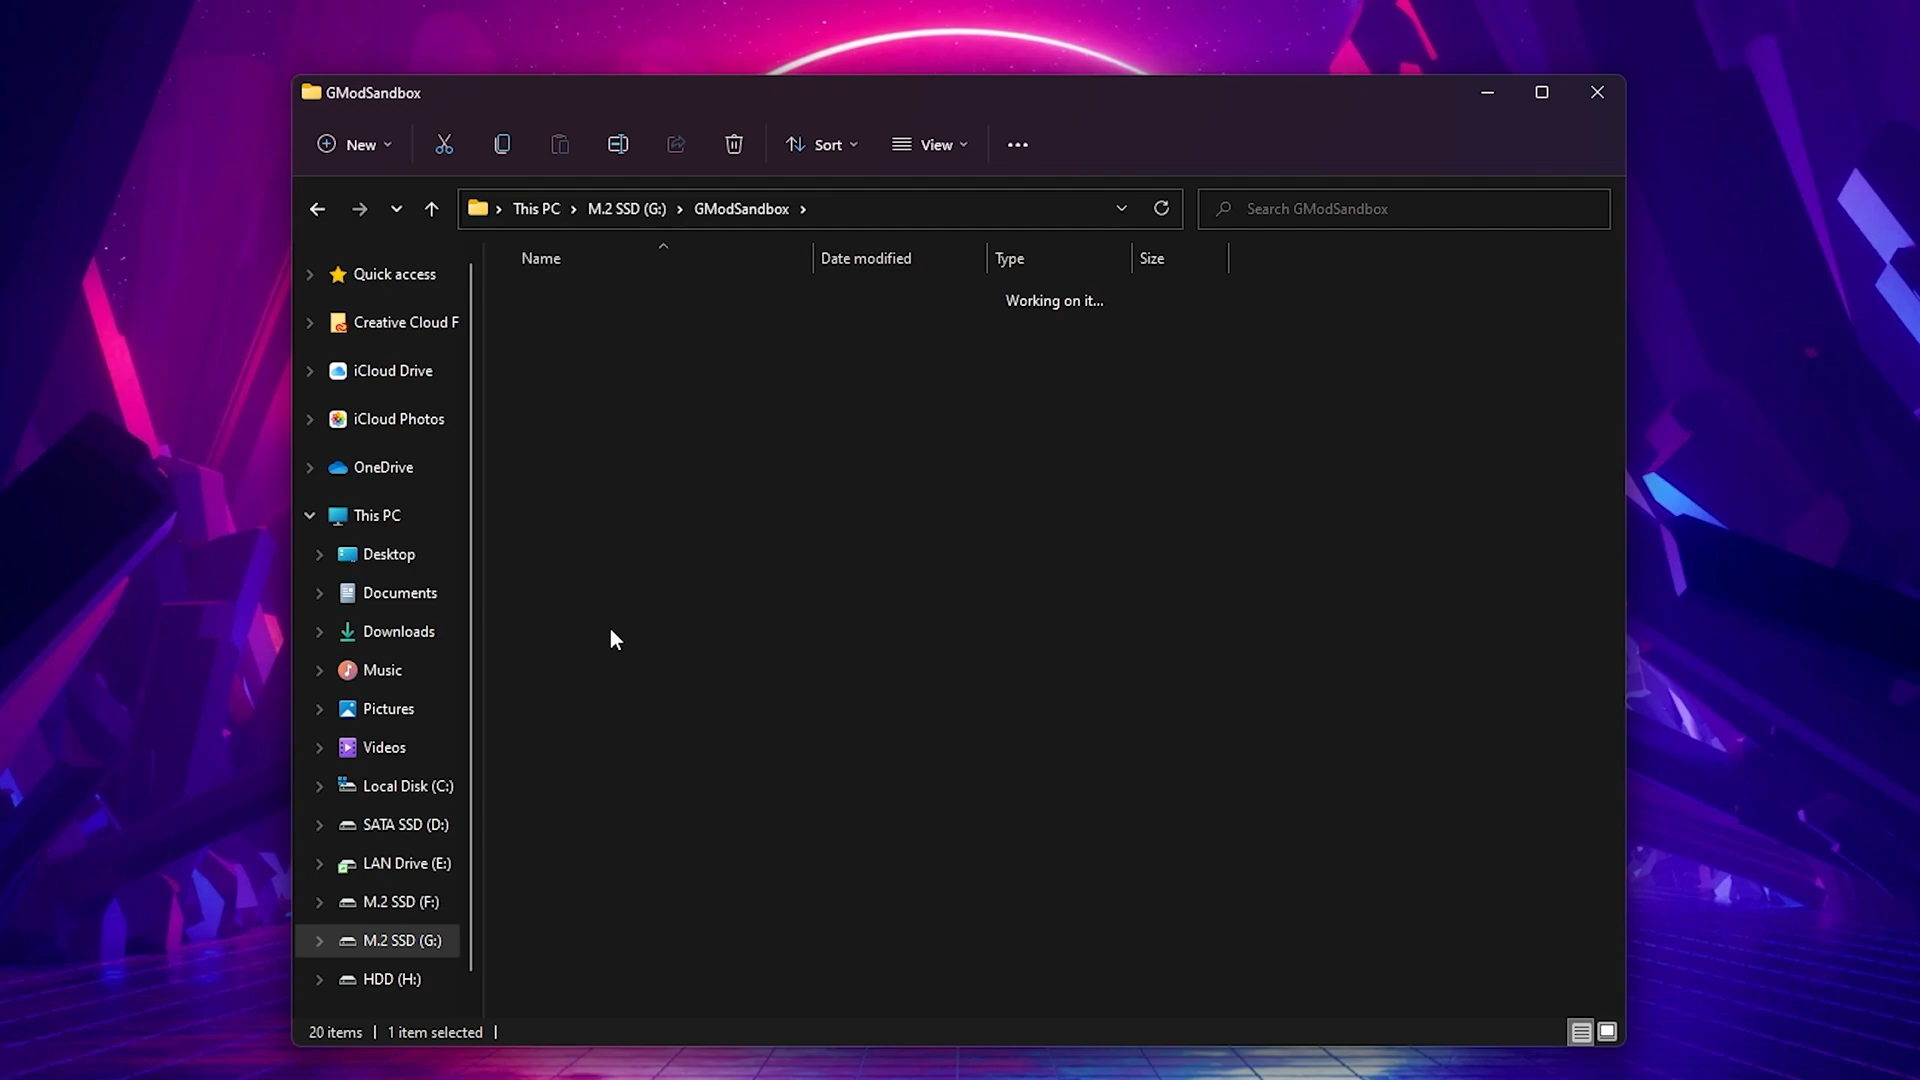 GModSandbox
New
Sort
View
This PC
M.2 SSD (G:)
GModSandbox
Search GModSandbox
Name
Date modified
Type
Size
Working on it...
Quick access
Creative Cloud F
iCloud Drive
iCloud Photos
OneDrive
This PC
Desktop
Documents
Downloads
Music
Pictures
Videos
Local Disk (C:)
SATA SSD (D:)
LAN Drive (E:)
M.2 SSD (F:)
M.2 SSD (G:)
HDD (H:)
20 items
1 item selected